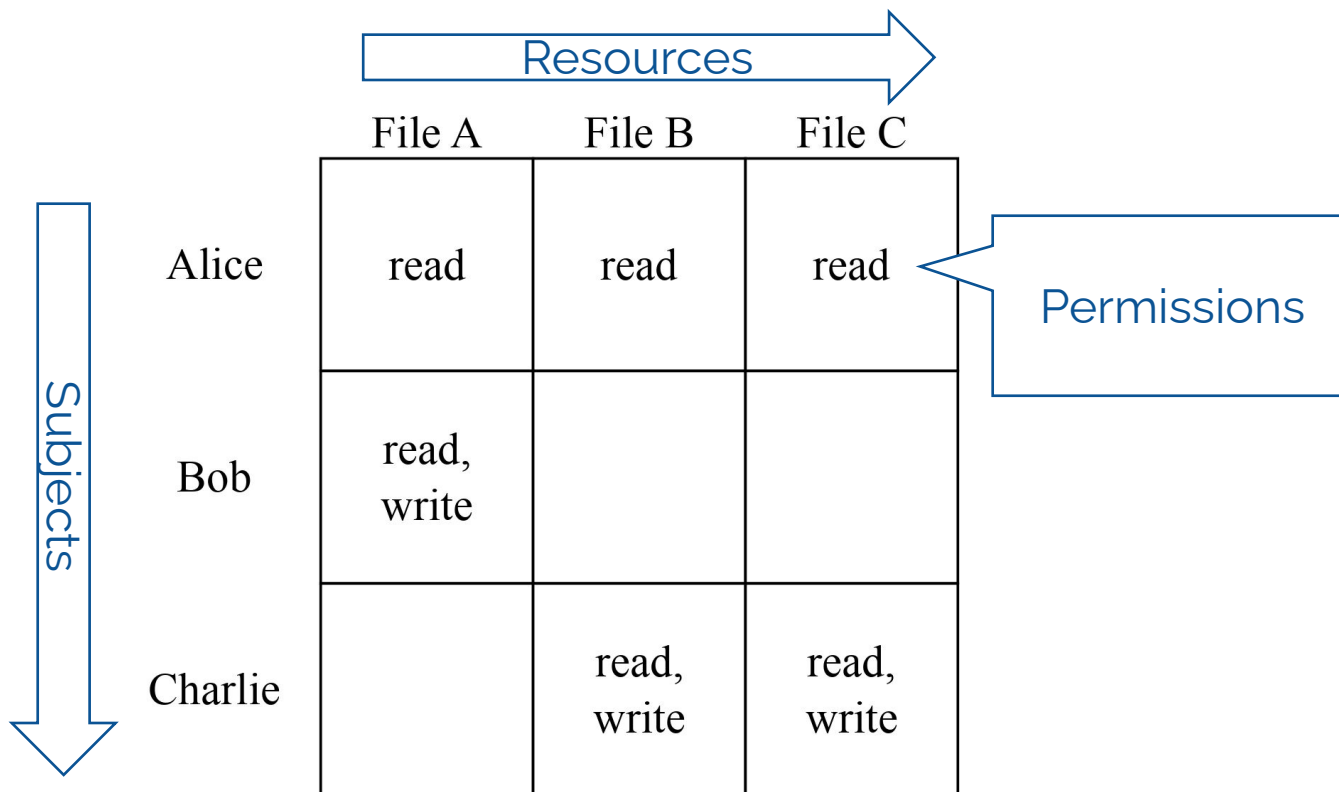 Resources
File A File B File C
Alice read read read
Permissions
Subjects
Bob read,
write
Charlie read,
write read,
write